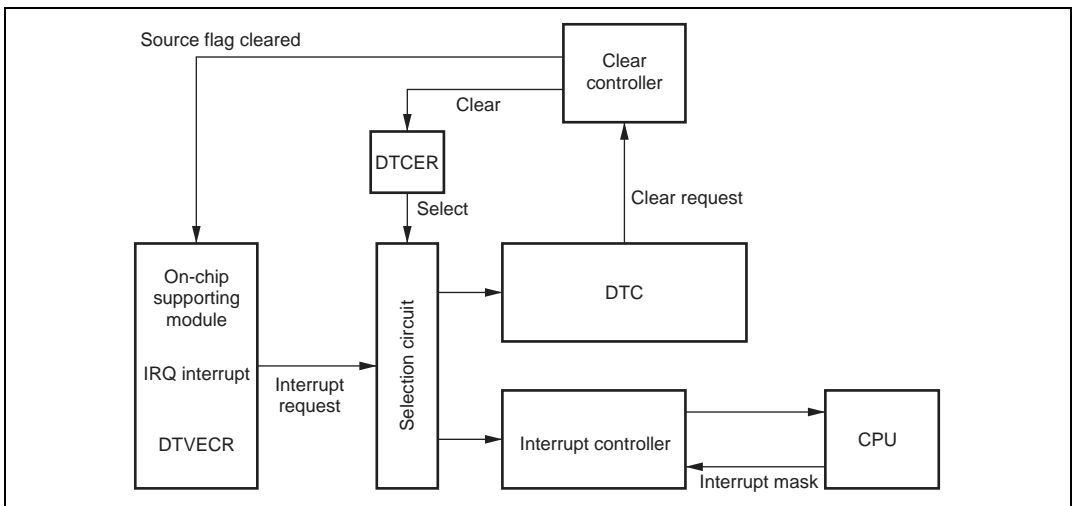 Source flag cleared
Clear
controller
Clear
DTCER
Clear request
Select
On-chip
supporting
module
IRQ interrupt
DTVECR
Interrupt
request
Selection circuit
DTC
Interrupt controller
CPU
Interrupt mask